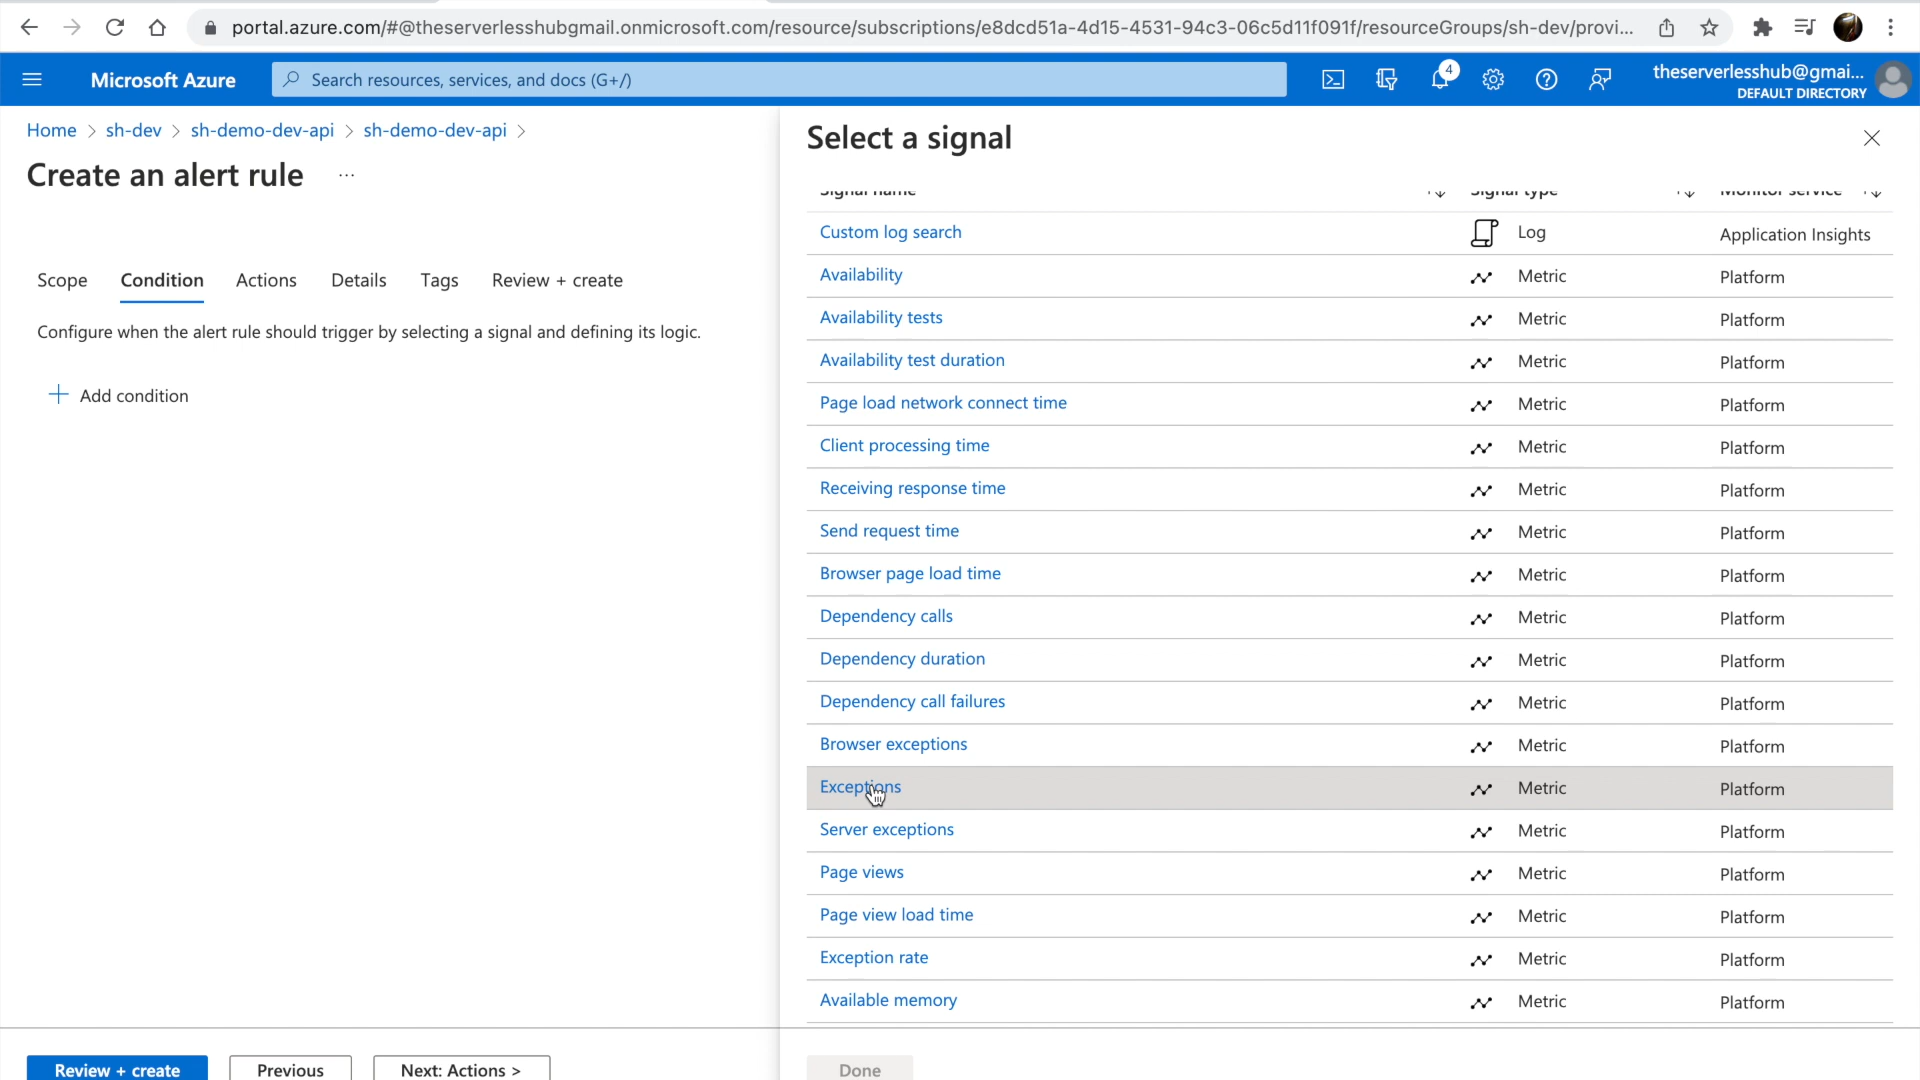 portal.azure.com/#@theserverlesshubgmail.onmicrosoft.com/resource/subscriptions/e8dcd51a-4d15-4531-94c3-06c5d11f091f/resourceGroups/sh-dev/provi...
Microsoft Azure
Search resources, services, and docs (G+/)
4
theserverlesshub@gmai...
DEFAULT DIRECTORY
Home > sh-dev > sh-demo-dev-api > sh-demo-dev-api >
Create an alert rule ...
Scope Condition Actions Details Tags Review + create
Configure when the alert rule should trigger by selecting a signal and defining its logic.
+ Add condition
Review + create Previous Next: Actions >
Select a signal
Signal name Signal type Monitor service
Custom log search Log Application Insights
Availability Metric Platform
Availability tests Metric Platform
Availability test duration Metric Platform
Page load network connect time Metric Platform
Client processing time Metric Platform
Receiving response time Metric Platform
Send request time Metric Platform
Browser page load time Metric Platform
Dependency calls Metric Platform
Dependency duration Metric Platform
Dependency call failures Metric Platform
Browser exceptions Metric Platform
Exceptions Metric Platform
Server exceptions Metric Platform
Page views Metric Platform
Page view load time Metric Platform
Exception rate Metric Platform
Available memory Metric Platform
Done